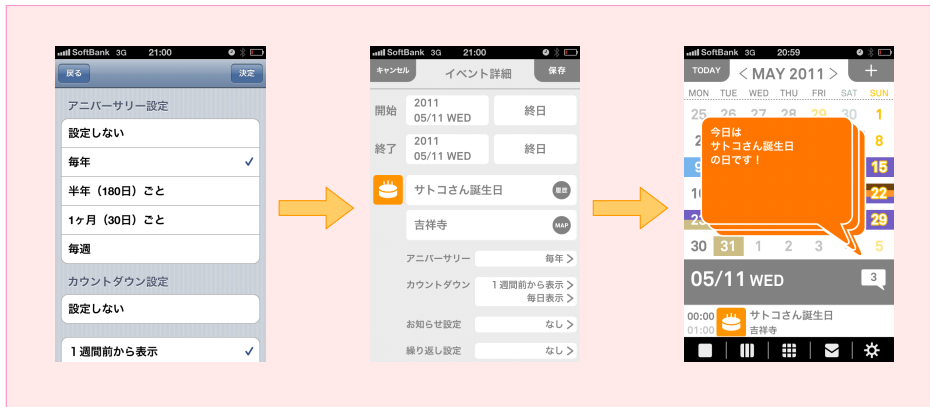 SoftBank 3G 21:00
戻る 決定
アニバーサリー設定
設定しない
毎年
半年（180日）ごと
1ヶ月（30日）ごと
毎週
カウントダウン設定
設定しない
1週間前から表示
SoftBank 3G 21:00
キャンセル イベント詳細 保存
開始 2011
05/11 WED 終日
終了 2011
05/11 WED 終日
サトコさん誕生日 履歴
吉祥寺 MAP
アニバーサリー 毎年 >
カウントダウン 1週間前から表示 >
毎日表示 >
お知らせ設定 なし >
繰り返し設定 なし >
SoftBank 3G 20:59
TODAY < MAY 2011 > +
MON TUE WED THU FRI SAT SUN
25 26 27 28 29 30 1
今日は
サトコさん誕生日
の日です！
8
15
22
29
30 31 1 2 3 5
05/11 WED 3
00:00 サトコさん誕生日
01:00 吉祥寺